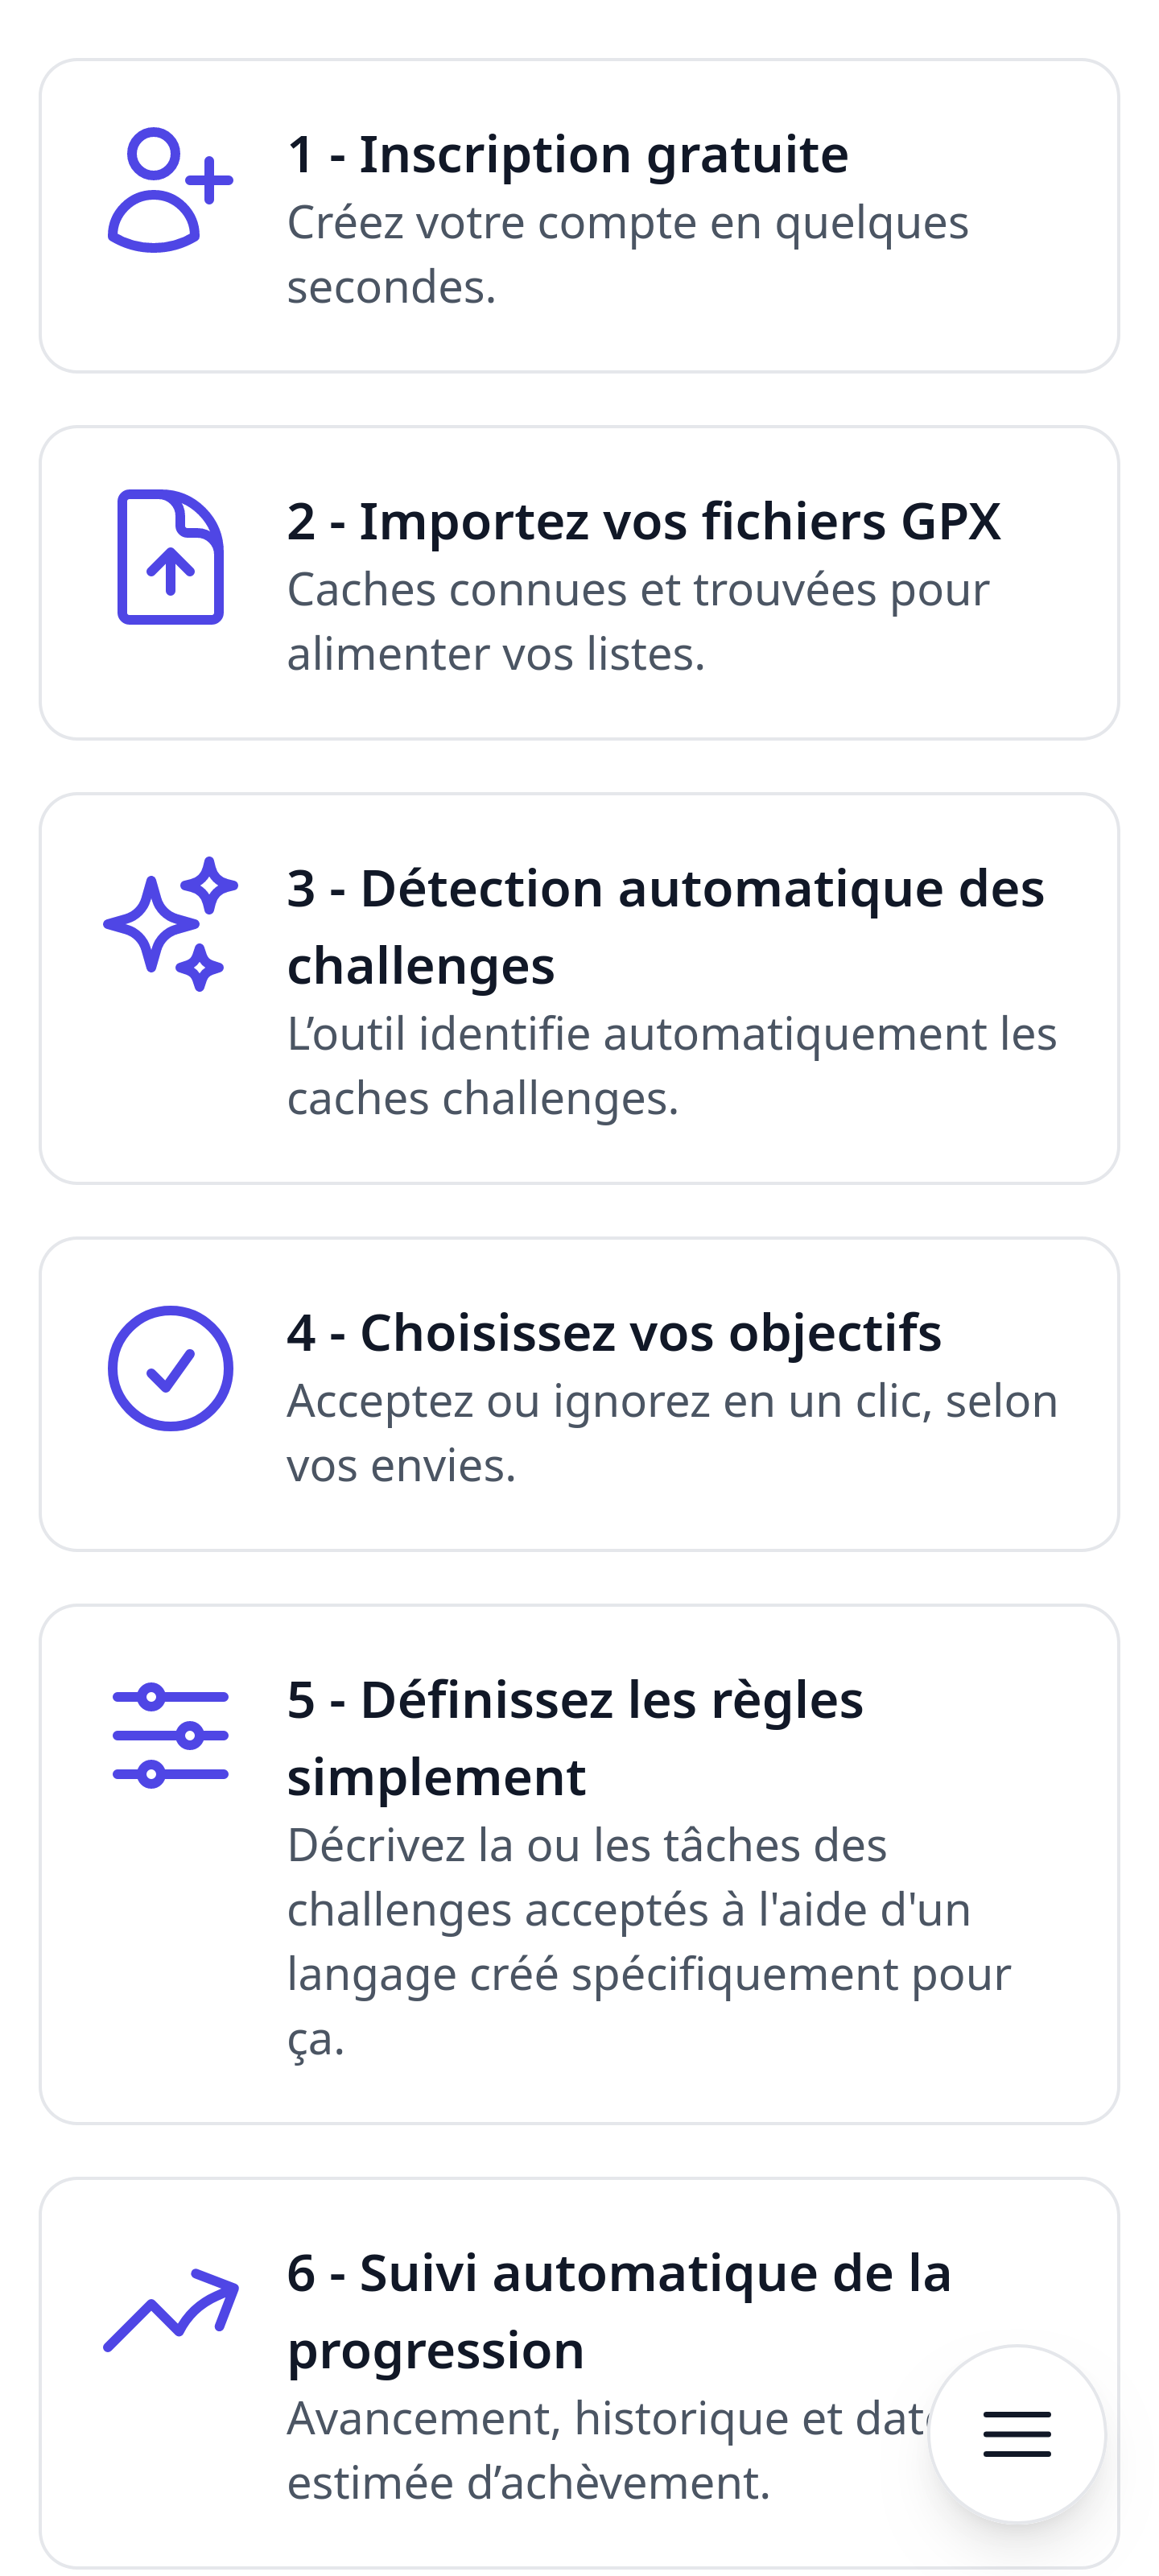 1 - Inscription gratuite
Créez votre compte en quelques
secondes.
2 - Importez vos fichiers GPX
Caches connues et trouvées pour
alimenter vos listes.
3 - Détection automatique des
challenges
L’outil identifie automatiquement les
caches challenges.
4 - Choisissez vos objectifs
Acceptez ou ignorez en un clic, selon
vos envies.
5 - Définissez les règles
simplement
Décrivez la ou les tâches des
challenges acceptés à l'aide d'un
langage créé spécifiquement pour
ça.
6 - Suivi automatique de la
progression
Avancement, historique et date
estimée d’achèvement.